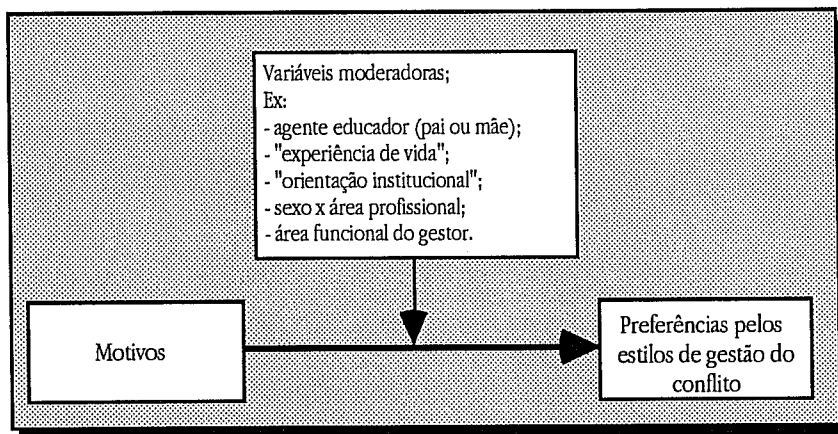 Variáveis moderadoras;
Ex:
- agente educador (pai ou mãe);
- "experiência de vida";
- "orientação institucional";
- sexo x área profissional;
- área funcional do gestor.
Motivos
Preferências pelos
estilos de gestão do
conflito